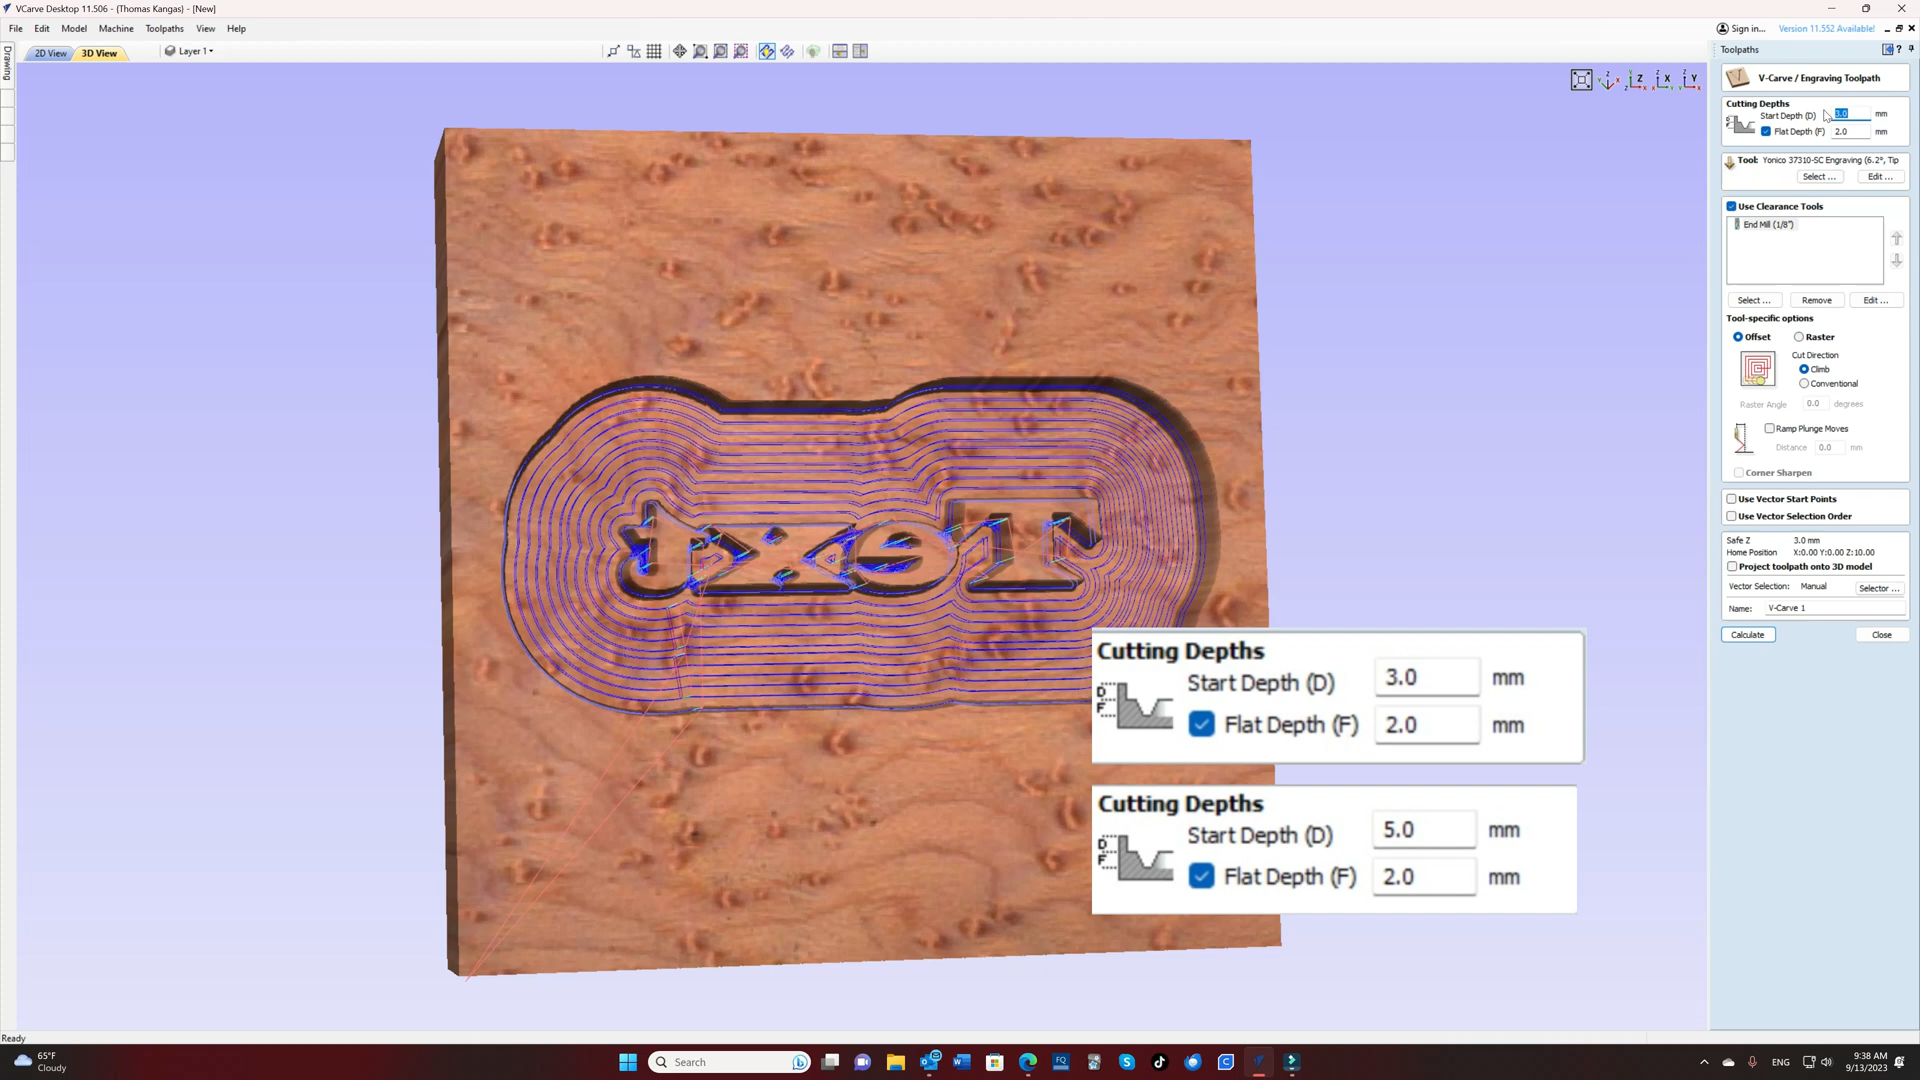 VCarve Desktop 11.506 - {Thomas Kangas} - [New]
File Edit Model Machine Toolpaths View Help
Sign in... Version 11.552 Available!
2D View 3D View Layer 1
Drawing
Toolpaths
V-Carve / Engraving Toolpath
Cutting Depths
Start Depth (D) 3.0 mm
Flat Depth (F) 2.0 mm
Tool: Yonico 37310-SC Engraving (6.2°, Tip
Select ... Edit ...
Use Clearance Tools
End Mill (1/8")
Select ... Remove Edit ...
Tool-specific options
Offset Raster
Cut Direction
Climb
Conventional
Raster Angle 0.0 degrees
Ramp Plunge Moves
Distance 0.0 mm
Corner Sharpen
Use Vector Start Points
Use Vector Selection Order
Safe Z 3.0 mm
Home Position X:0.00 Y:0.00 Z:10.00
Project toolpath onto 3D model
Vector Selection: Manual Selector ...
Name: V-Carve 1
Calculate Close
Text
Cutting Depths
D Start Depth (D) 3.0 mm
F Flat Depth (F) 2.0 mm
Cutting Depths
D Start Depth (D) 5.0 mm
F Flat Depth (F) 2.0 mm
Ready
65°F
Cloudy
Search
ENG
9:38 AM
9/13/2023